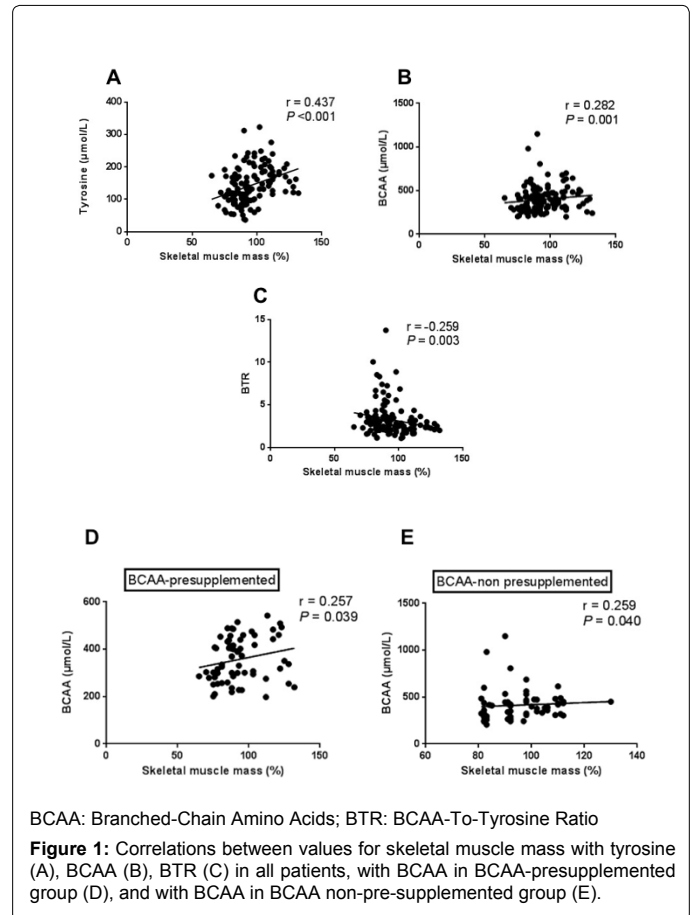 A
r = 0.437
P <0.001
400
300
200
100
0
Tyrosine (µmol/L)
0
50
100
150
Skeletal muscle mass (%)
B
r = 0.282
P = 0.001
1500
1000
500
0
BCAA (µmol/L)
0
50
100
150
Skeletal muscle mass (%)
C
r = -0.259
P = 0.003
15
10
5
0
BTR
0
50
100
150
Skeletal muscle mass (%)
D
BCAA-presupplemented
r = 0.257
P = 0.039
600
400
200
0
BCAA (µmol/L)
0
50
100
150
Skeletal muscle mass (%)
E
BCAA-non presupplemented
r = 0.259
P = 0.040
1500
1000
500
0
BCAA (µmol/L)
60
80
100
120
140
Skeletal muscle mass (%)
BCAA: Branched-Chain Amino Acids; BTR: BCAA-To-Tyrosine Ratio
Figure 1: Correlations between values for skeletal muscle mass with tyrosine
(A), BCAA (B), BTR (C) in all patients, with BCAA in BCAA-presupplemented
group (D), and with BCAA in BCAA non-pre-supplemented group (E).